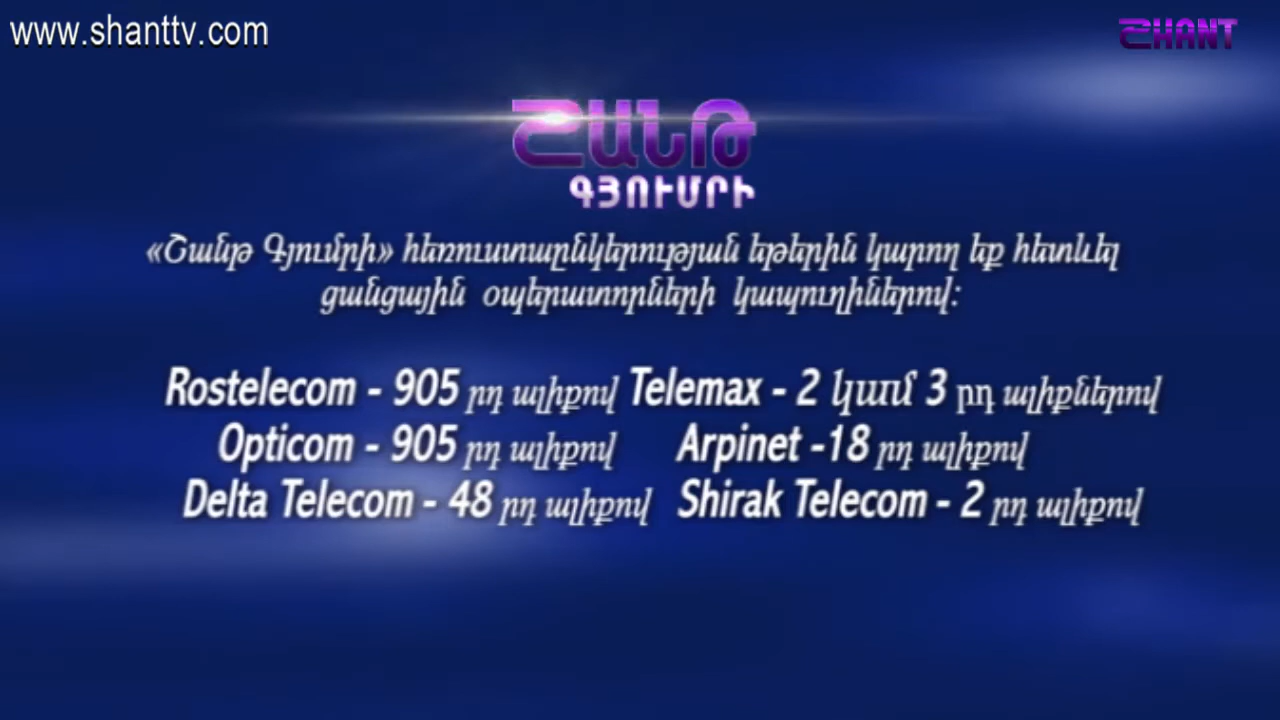 www.shanttv.com
SHANT
ՇԱՆԹ
ԳՅՈՒՄՐԻ
«Շանթ Գյումրի» հեռուստաընկերության եթերին կարող եք հետևել
ցանցային օպերատորների կապուղիներով:
Rostelecom - 905 րդ ալիքով Telemax - 2 կամ 3 րդ ալիքներով
Opticom - 905 րդ ալիքով Arpinet -18 րդ ալիքով
Delta Telecom - 48 րդ ալիքով Shirak Telecom - 2 րդ ալիքով